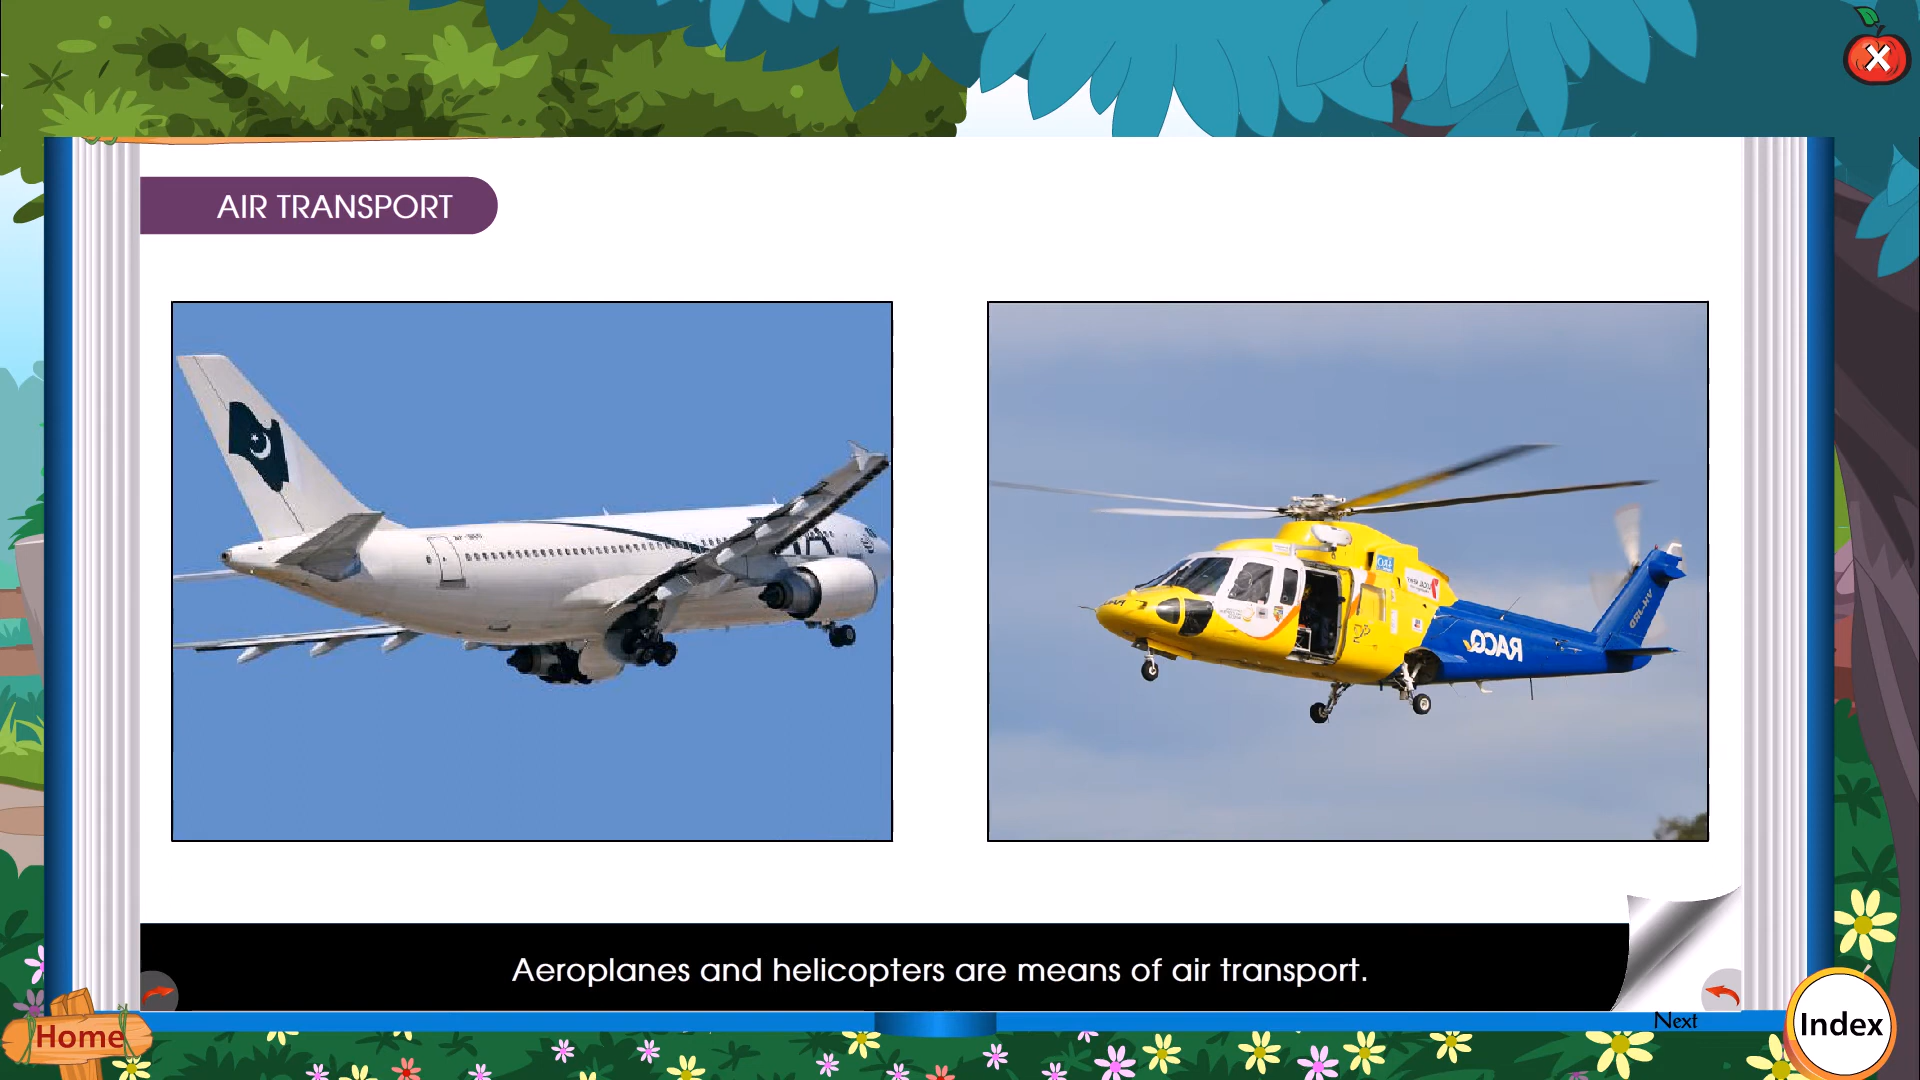 AIR TRANSPORT
RACQ
Aeroplanes and helicopters are means of air transport.
Next
Home
Index